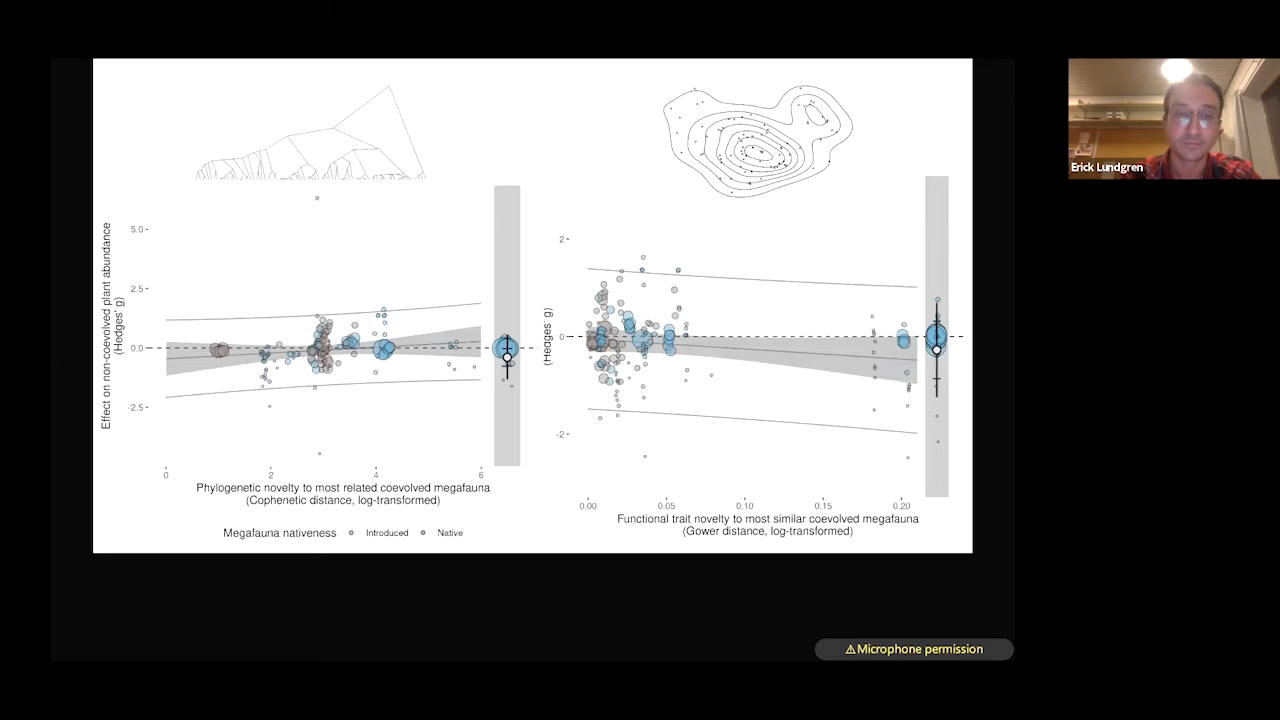 Effect on non-coevolved plant abundance
(Hedges' g)
5.0
2.5
0.0
-2.5
0
2
4
6
Phylogenetic novelty to most related coevolved megafauna
(Cophenetic distance, log-transformed)
Megafauna nativeness
Introduced
Native
(Hedges' g)
2
0
-2
0.00
0.05
0.10
0.15
0.20
Functional trait novelty to most similar coevolved megafauna
(Gower distance, log-transformed)
Erick Lundgren
⚠Microphone permission